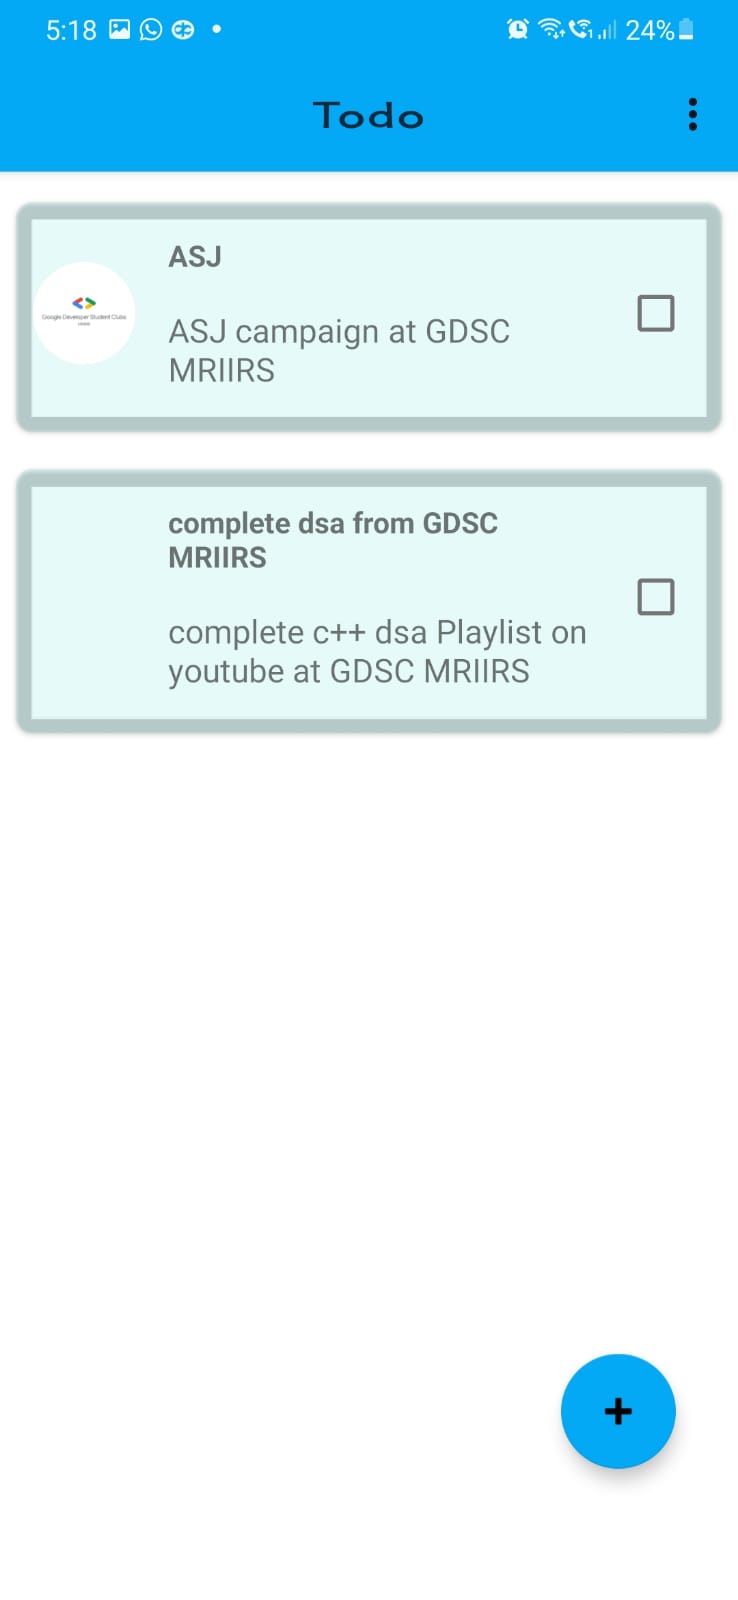 5:18 24%
Todo
ASJ
Google Developer Student Clubs
ASJ campaign at GDSC
MRIIRS
complete dsa from GDSC
MRIIRS
complete c++ dsa Playlist on
youtube at GDSC MRIIRS